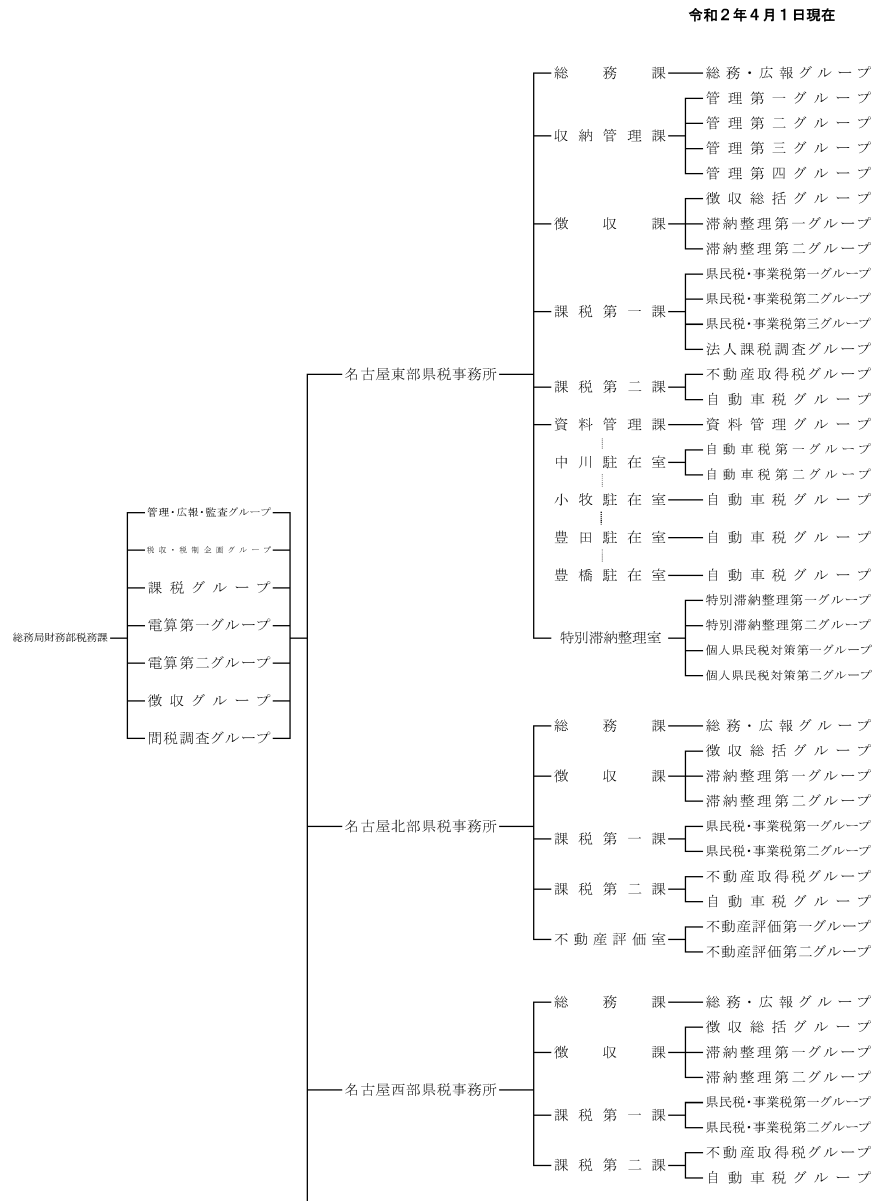 令和２年４月１日現在
総務局財務部税務課
管理・広報・監査グループ
税収・税制企画グループ
課税グループ
電算第一グループ
電算第二グループ
徴収グループ
間税調査グループ
名古屋東部県税事務所
総務課
総務・広報グループ
収納管理課
管理第一グループ
管理第二グループ
管理第三グループ
管理第四グループ
徴収課
徴収総括グループ
滞納整理第一グループ
滞納整理第二グループ
課税第一課
県民税・事業税第一グループ
県民税・事業税第二グループ
県民税・事業税第三グループ
法人課税調査グループ
課税第二課
不動産取得税グループ
自動車税グループ
資料管理課
資料管理グループ
中川駐在室
自動車税第一グループ
自動車税第二グループ
小牧駐在室
自動車税グループ
豊田駐在室
自動車税グループ
豊橋駐在室
自動車税グループ
特別滞納整理室
特別滞納整理第一グループ
特別滞納整理第二グループ
個人県民税対策第一グループ
個人県民税対策第二グループ
名古屋北部県税事務所
総務課
総務・広報グループ
徴収課
徴収総括グループ
滞納整理第一グループ
滞納整理第二グループ
課税第一課
県民税・事業税第一グループ
県民税・事業税第二グループ
課税第二課
不動産取得税グループ
自動車税グループ
不動産評価室
不動産評価第一グループ
不動産評価第二グループ
名古屋西部県税事務所
総務課
総務・広報グループ
徴収課
徴収総括グループ
滞納整理第一グループ
滞納整理第二グループ
課税第一課
県民税・事業税第一グループ
県民税・事業税第二グループ
課税第二課
不動産取得税グループ
自動車税グループ